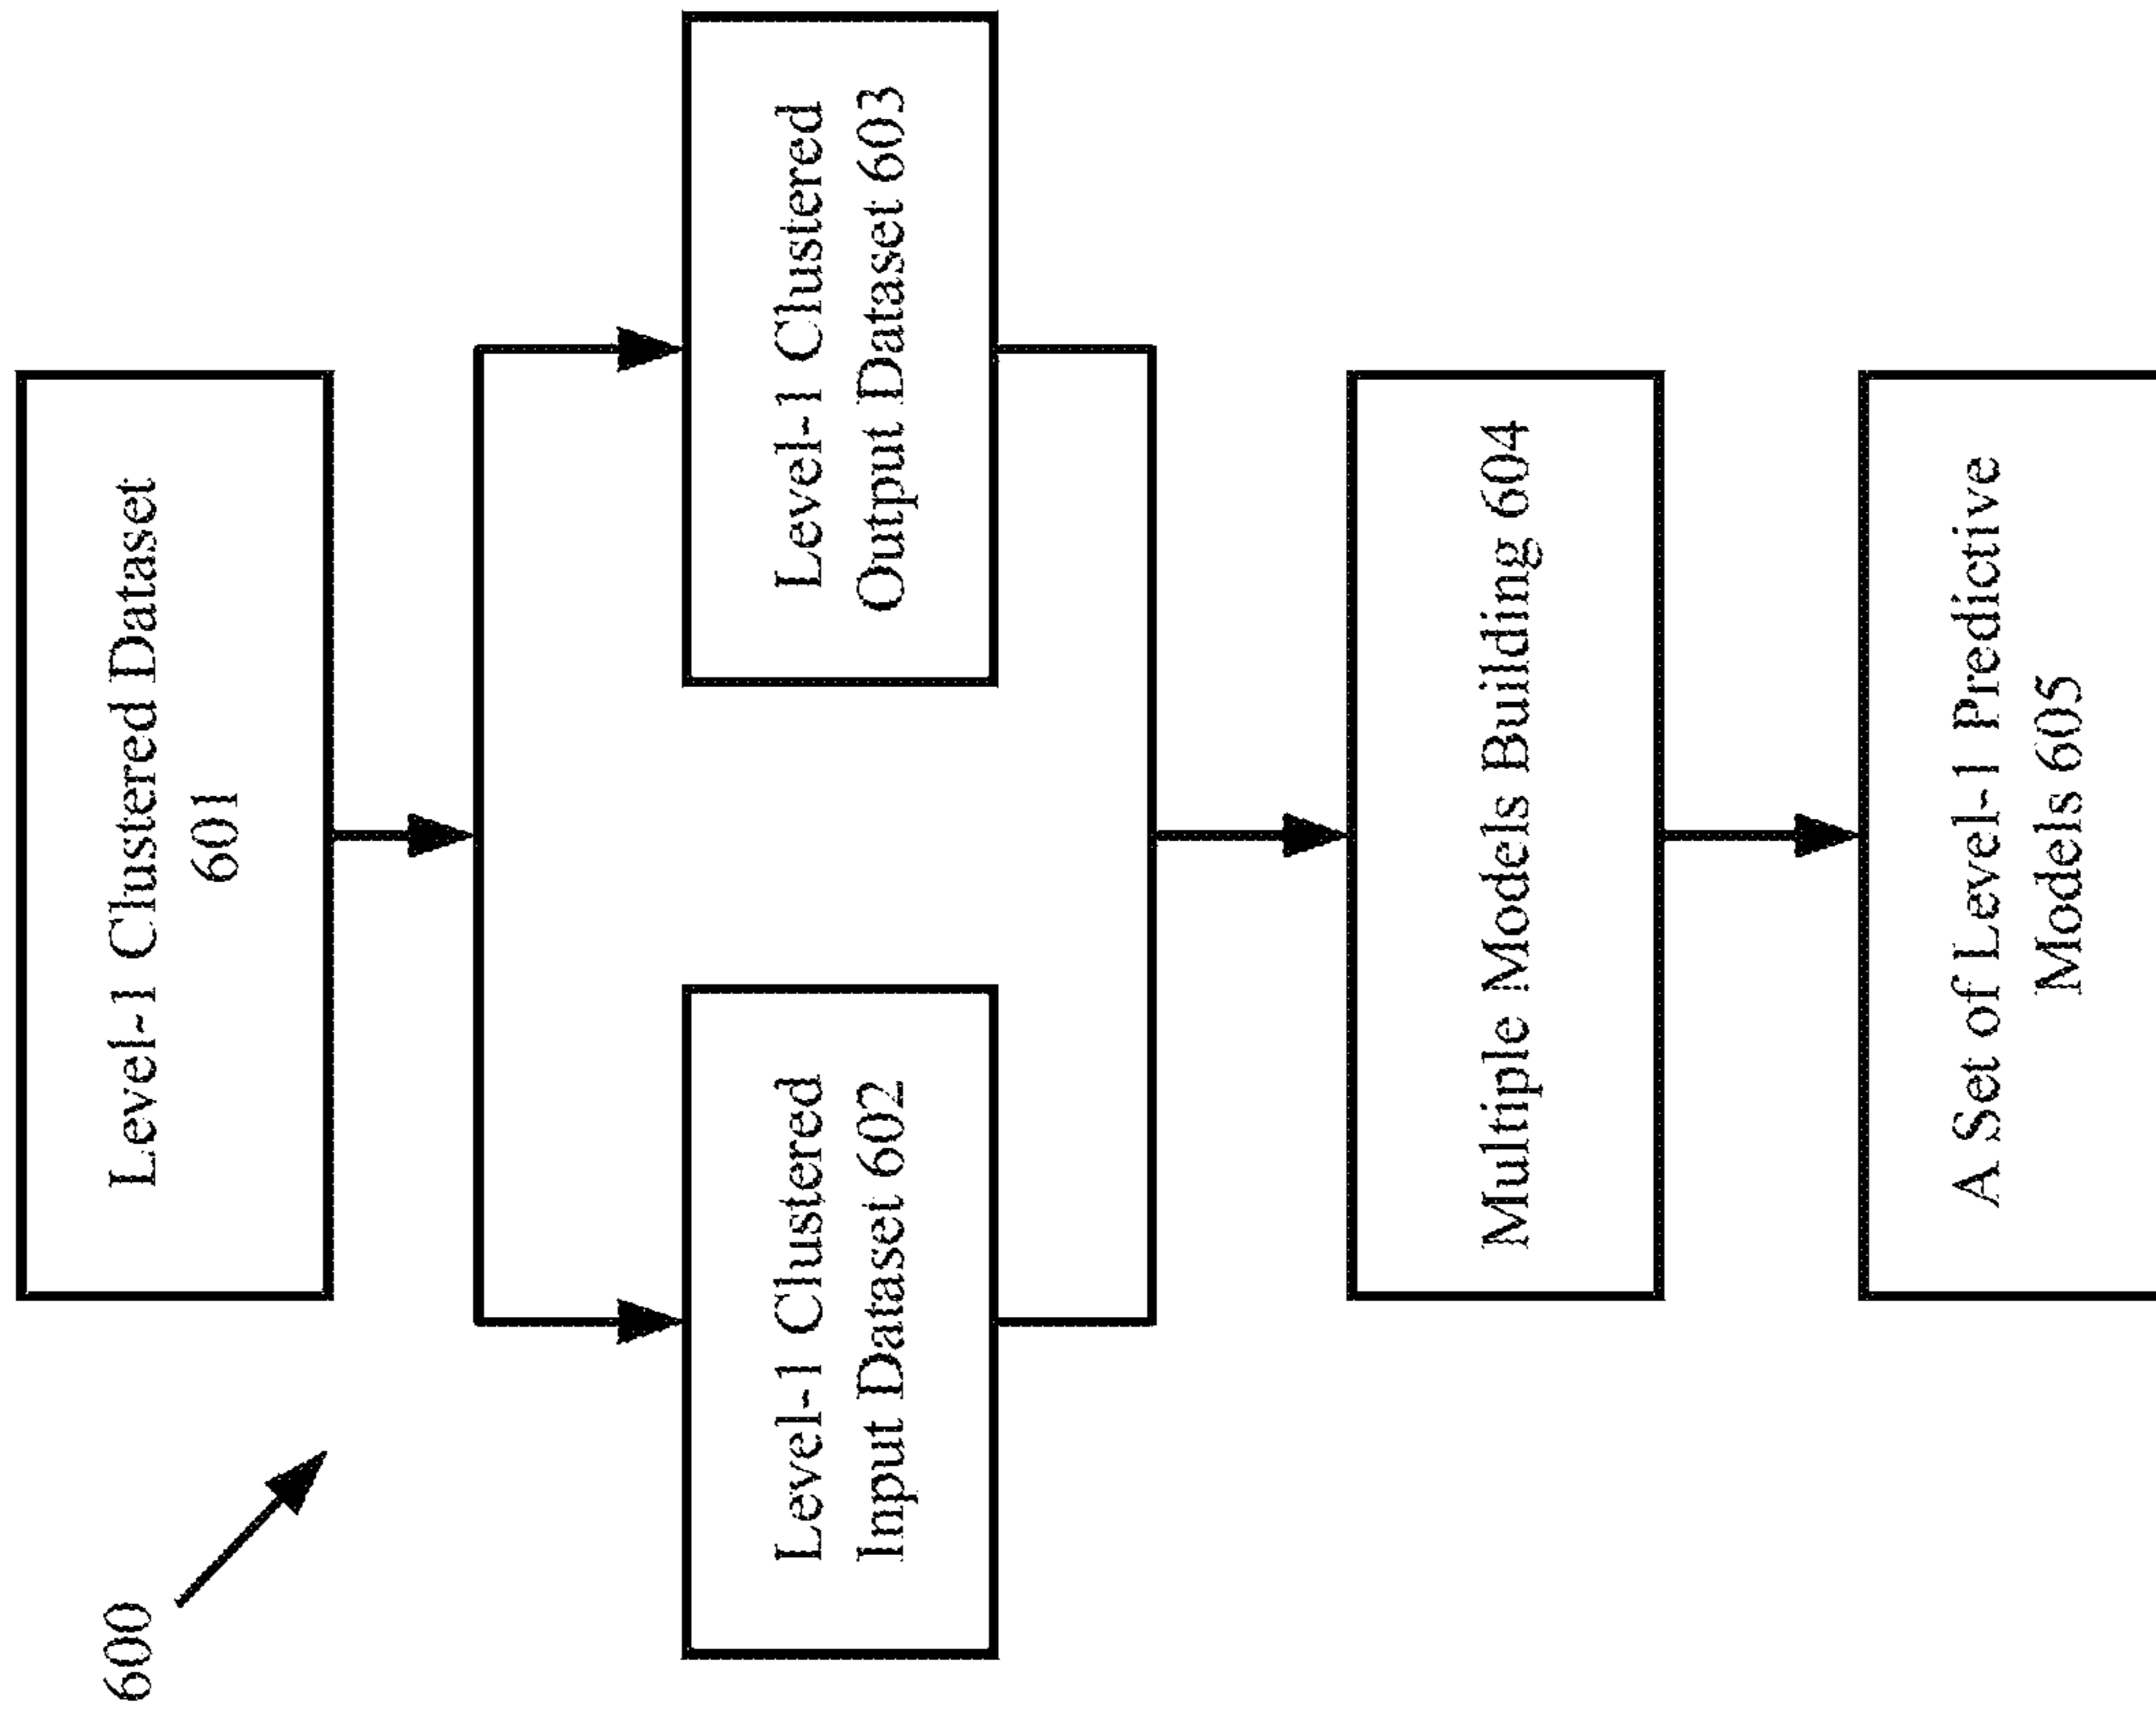 600
Level-1 Clustered Dataset
601
Level-1 Clustered
Input Dataset 602
Level-1 Clustered
Output Dataset 603
Multiple Models Building 604
A Set of Level-1 Predictive
Models 605